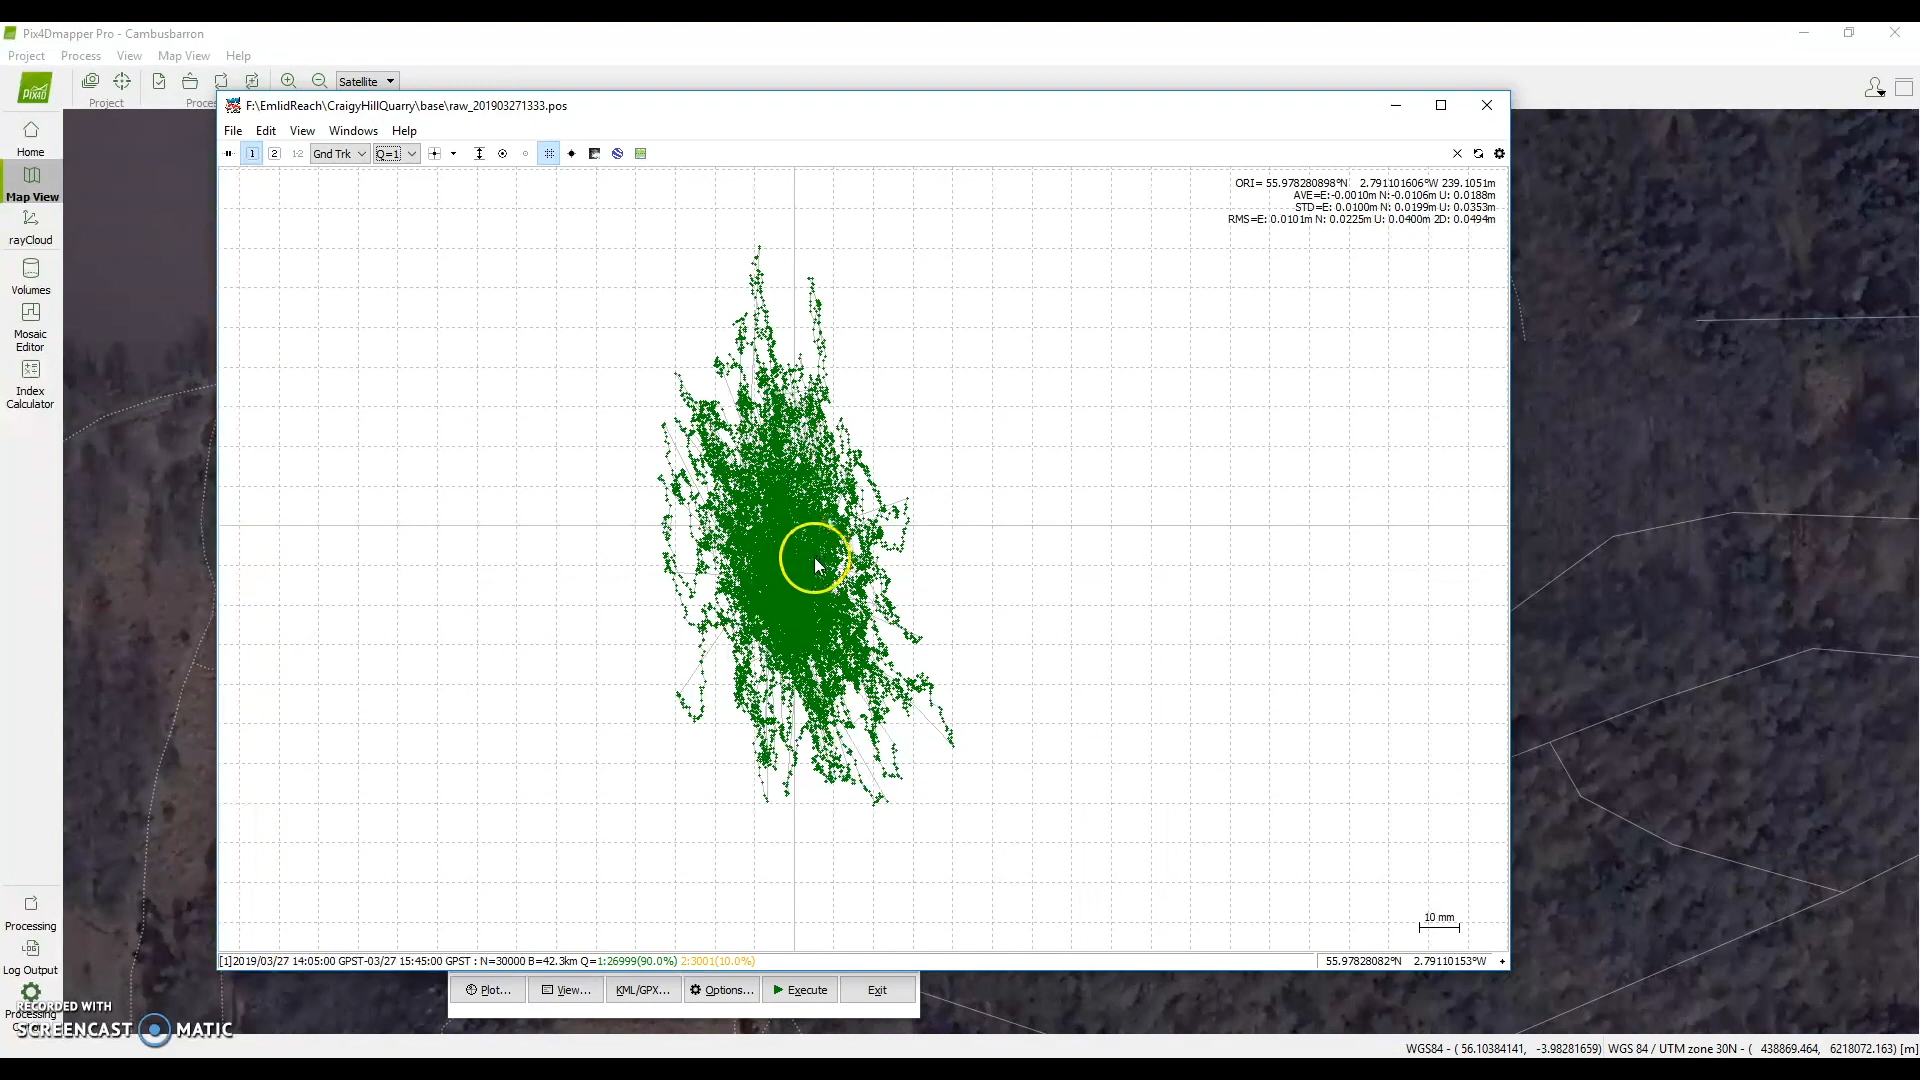 Pix4Dmapper Pro - Cambusbarron
Project Process View Map View Help
PIX4D
Project
Proces
Satellite
F:\EmlidReach\CraigyHillQuarry\base\raw_201903271333.pos
File Edit View Windows Help
1 2 1-2 Gnd Trk Q=1
ORI= 55.978280898°N 2.791101606°W 239.1051m
AVE=E:-0.0010m N:-0.0106m U: 0.0188m
STD=E: 0.0100m N: 0.0199m U: 0.0353m
RMS=E: 0.0101m N: 0.0225m U: 0.0400m 2D: 0.0494m
Home
Map View
rayCloud
Volumes
Mosaic
Editor
Index
Calculator
10 mm
[1]2019/03/27 14:05:00 GPST-03/27 15:45:00 GPST : N=30000 B=42.3km Q=1:26999(90.0%) 2:3001(10.0%)
55.97828082°N 2.79110153°W
Plot... View... KML/GPX... Options... Execute Exit
Processing
Log Output
Processing
RECORDED WITH
SCREENCAST MATIC
WGS84 - ( 56.10384141, -3.98281659) WGS 84 / UTM zone 30N - ( 438869.464, 6218072.163) [m]